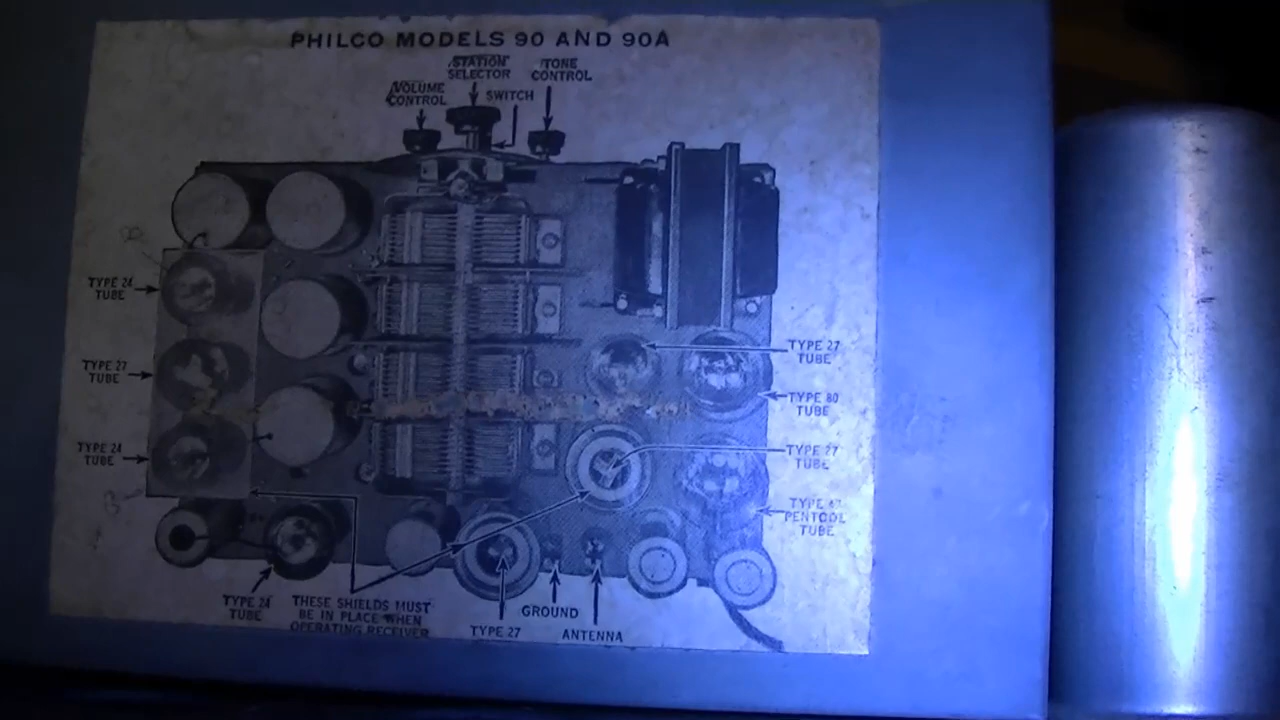 PHILCO MODELS 90 AND 90A
STATION
SELECTOR
TONE
CONTROL
VOLUME
CONTROL
SWITCH
TYPE 24
TUBE
TYPE 27
TUBE
TYPE 24
TUBE
TYPE 27
TUBE
TYPE 80
TUBE
TYPE 27
TUBE
TYPE 47
PENTODE
TUBE
TYPE 24
TUBE
THESE SHIELDS MUST
BE IN PLACE WHEN
OPERATING RECEIVER
TYPE 27
GROUND
ANTENNA